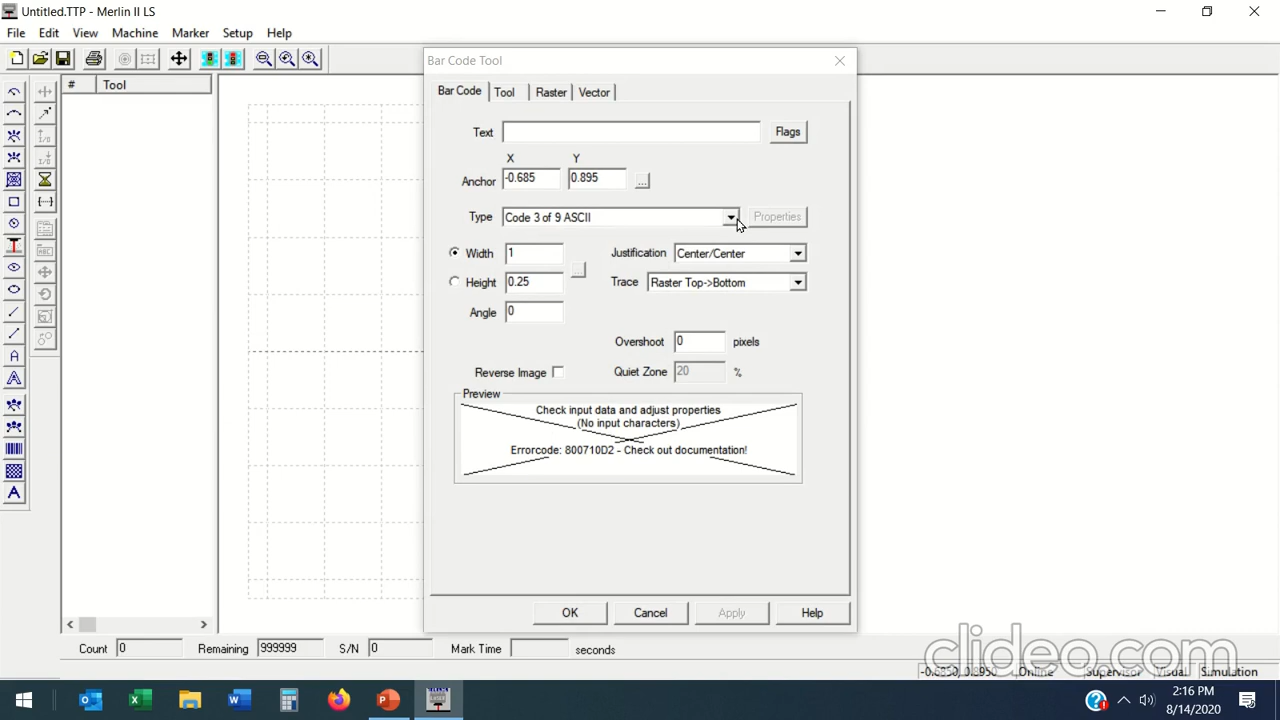 Untitled.TTP - Merlin II LS
File Edit View Machine Marker Setup Help
# Tool
Bar Code Tool
Bar Code Tool Raster Vector
Text Flags
X Y
Anchor -0.685 0.895 ...
Type Code 3 of 9 ASCII Properties
Width 1 Justification Center/Center
...
Height 0.25 Trace Raster Top->Bottom
Angle 0
Overshoot 0 pixels
Reverse Image Quiet Zone 20 %
Preview
Check input data and adjust properties
(No input characters)
Errorcode: 800710D2 - Check out documentation!
OK Cancel Apply Help
Count 0 Remaining 999999 S/N 0 Mark Time seconds
clideo.com
-0.6850, 0.8950 Online Supervisor Visual Simulation
2:16 PM
8/14/2020